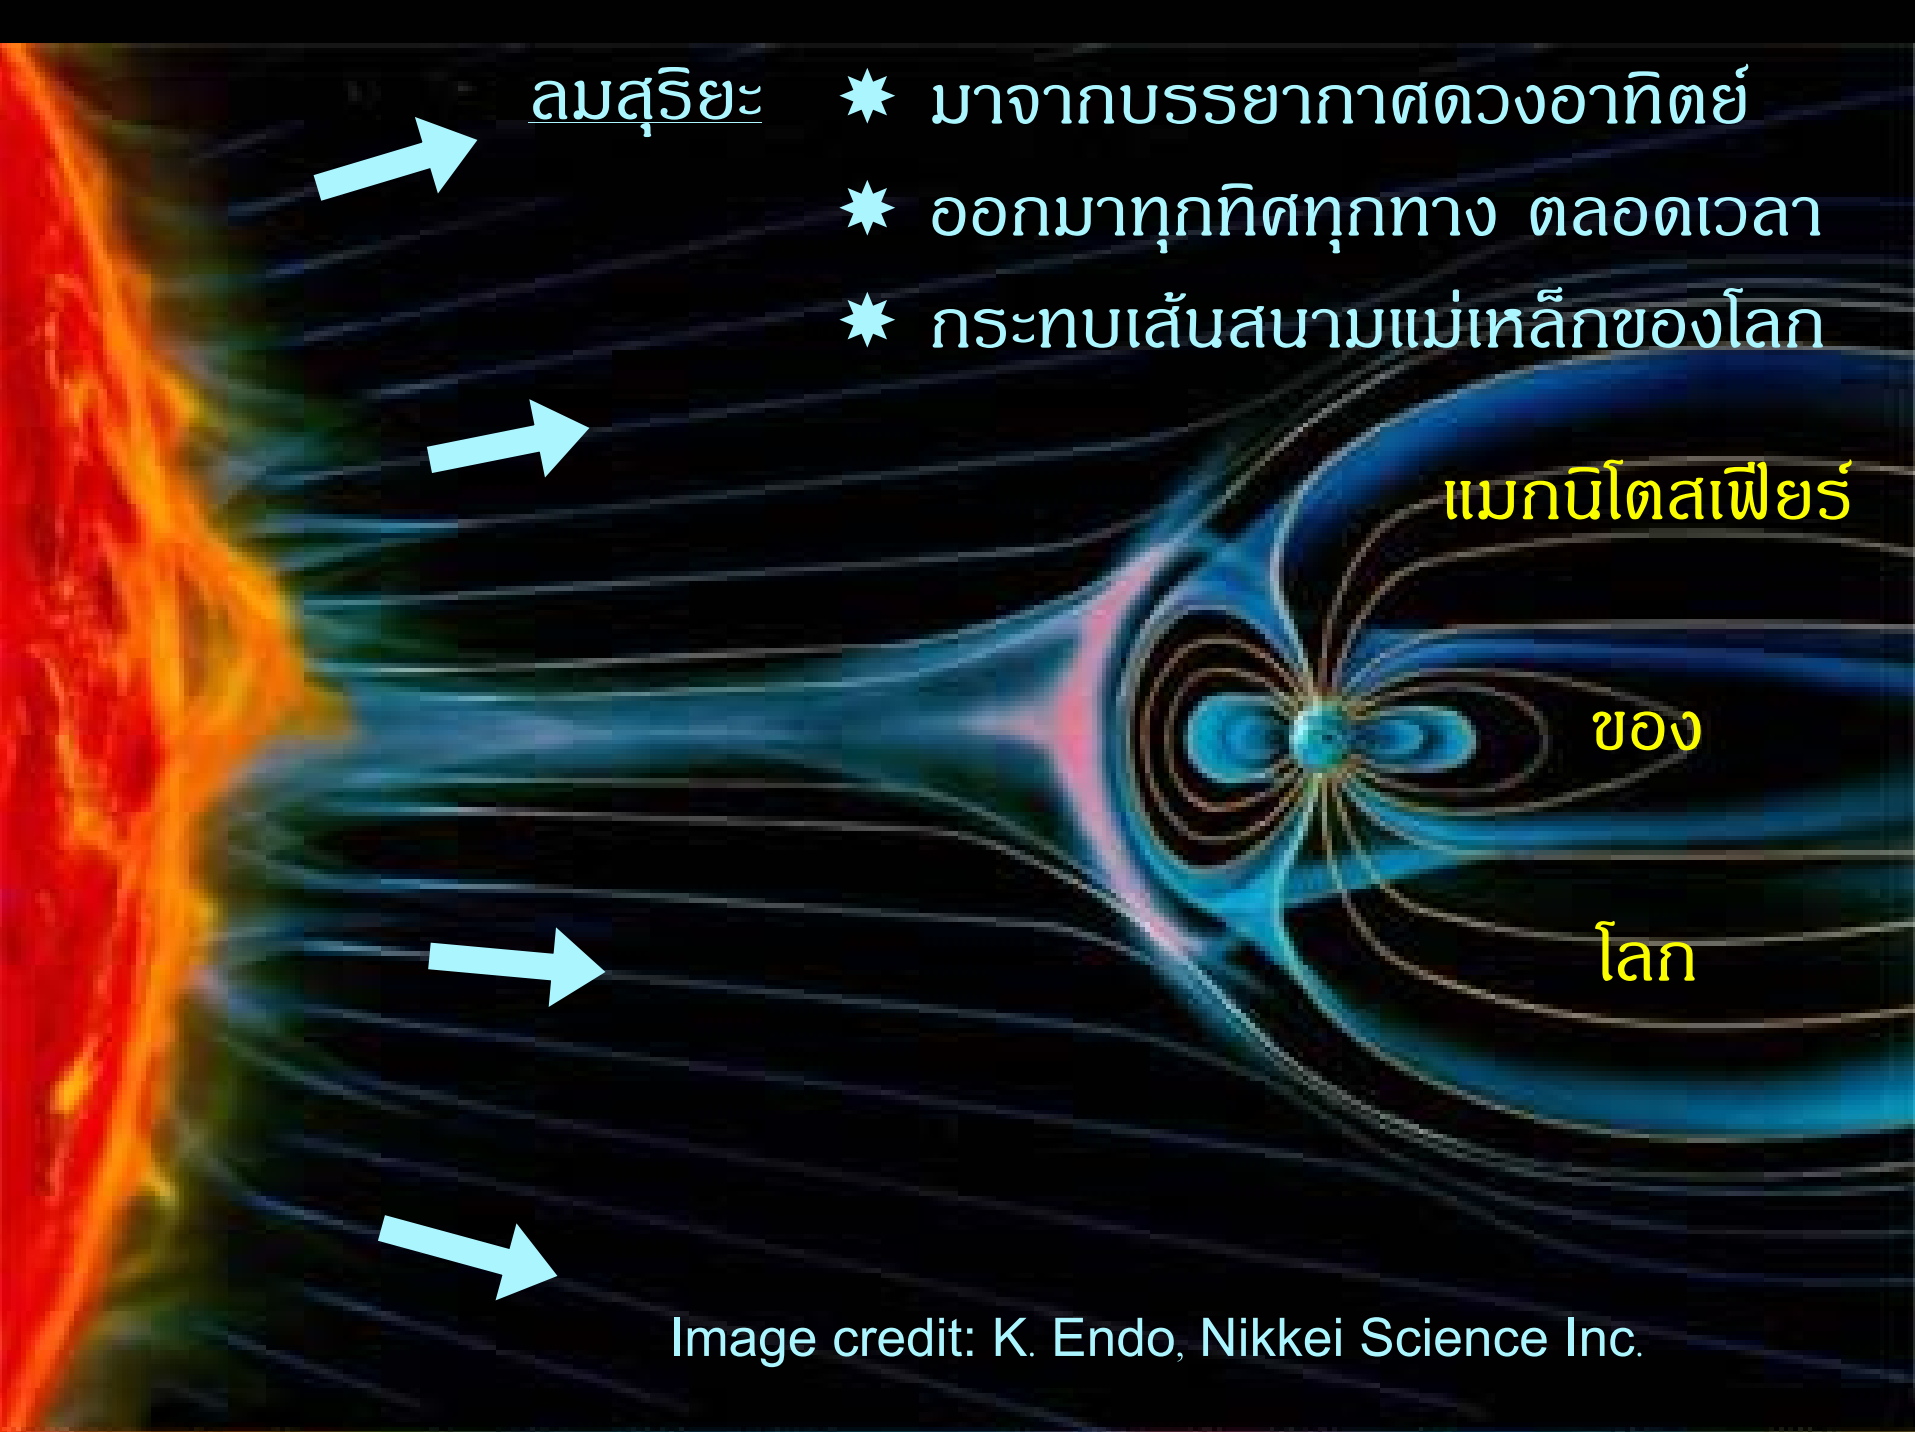 ลมสุริยะ ✸ มาจากบรรยากาศดวงอาทิตย์
✸ ออกมาทุกทิศทุกทาง ตลอดเวลา
✸ กระทบเส้นสนามแม่เหล็กของโลก
แมกนิโตสเฟียร์
ของ
โลก
Image credit: K. Endo, Nikkei Science Inc.